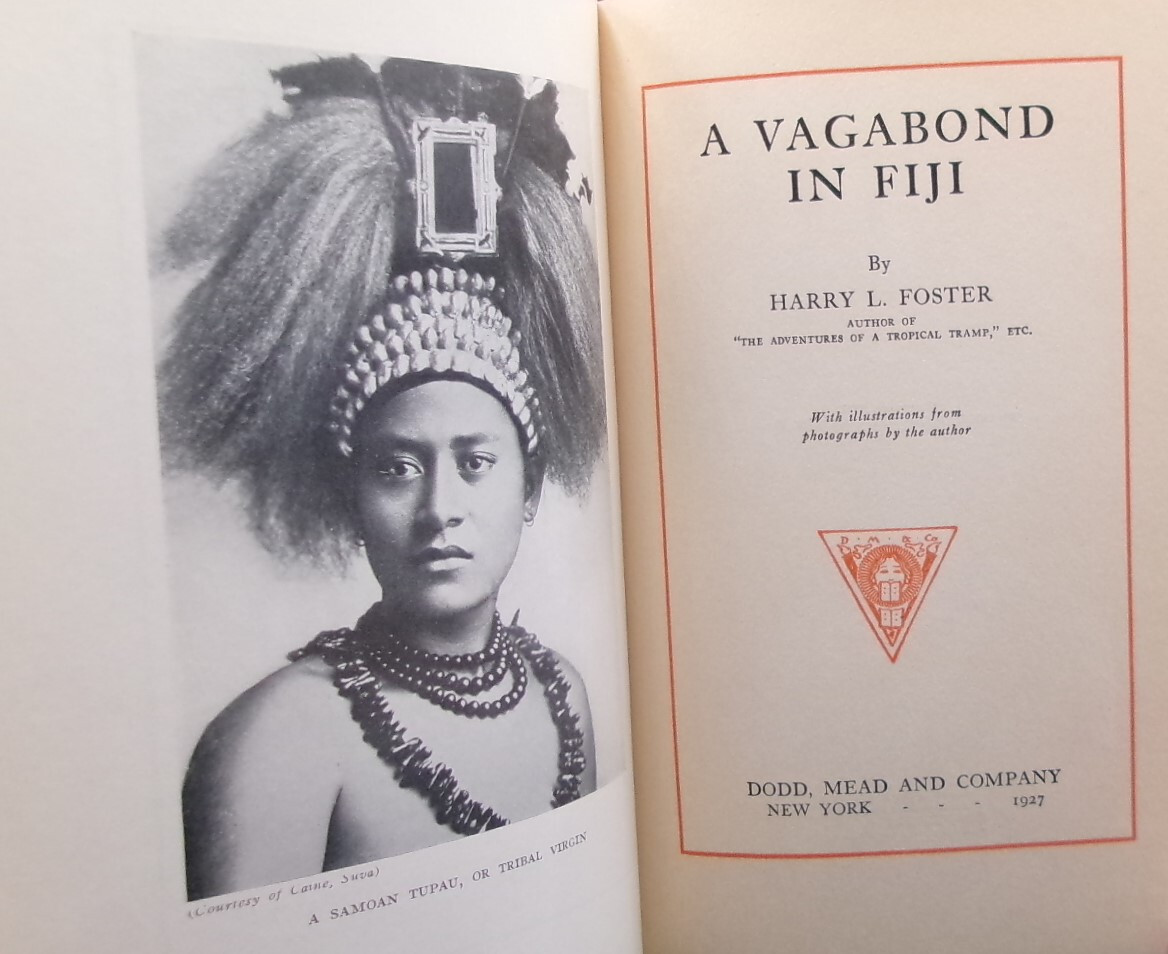 (Courtesy of Caine, Suva)
A SAMOAN TUPAU, OR TRIBAL VIRGIN
A VAGABOND
IN FIJI
By
HARRY L. FOSTER
AUTHOR OF
"THE ADVENTURES OF A TROPICAL TRAMP," ETC.
With illustrations from
photographs by the author
D · M · & Co
DODD, MEAD AND COMPANY
NEW YORK - - - 1927